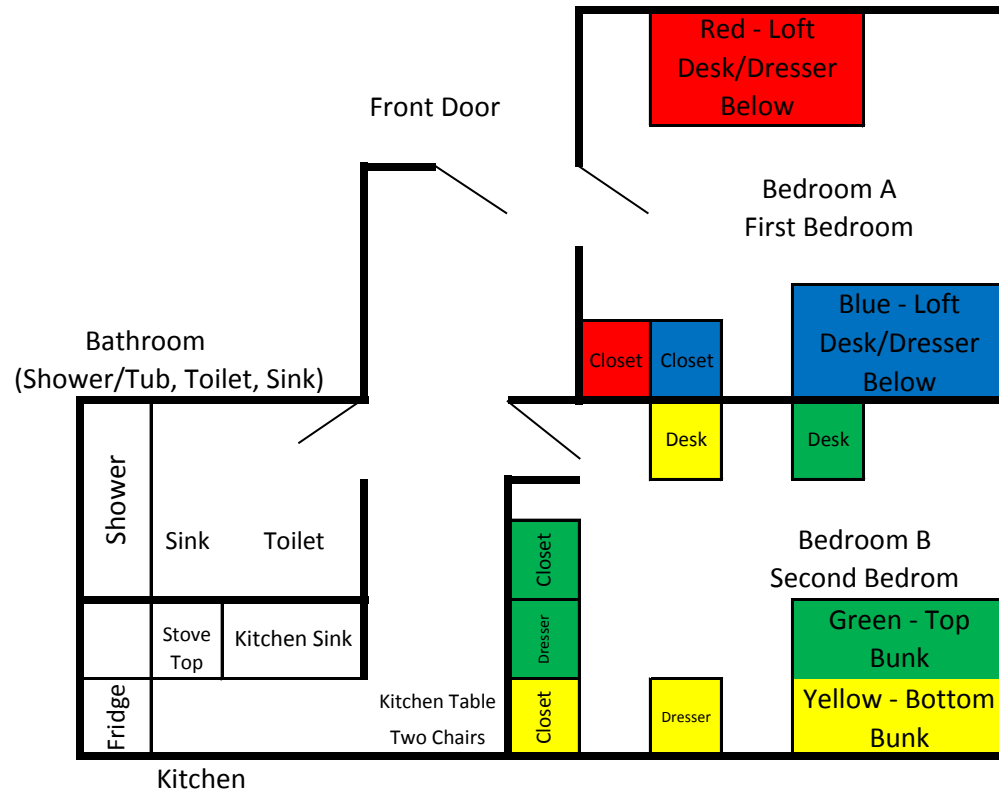 Red - Loft
Desk/Dresser
Below
Front Door
Bedroom A
First Bedroom
Blue - Loft
Desk/Dresser
Below
Closet
Closet
Bathroom
(Shower/Tub, Toilet, Sink)
Desk
Desk
Shower
Sink
Toilet
Closet
Bedroom B
Second Bedrom
Stove
Top
Kitchen Sink
Dresser
Green - Top
Bunk
Fridge
Kitchen Table
Two Chairs
Closet
Dresser
Yellow - Bottom
Bunk
Kitchen